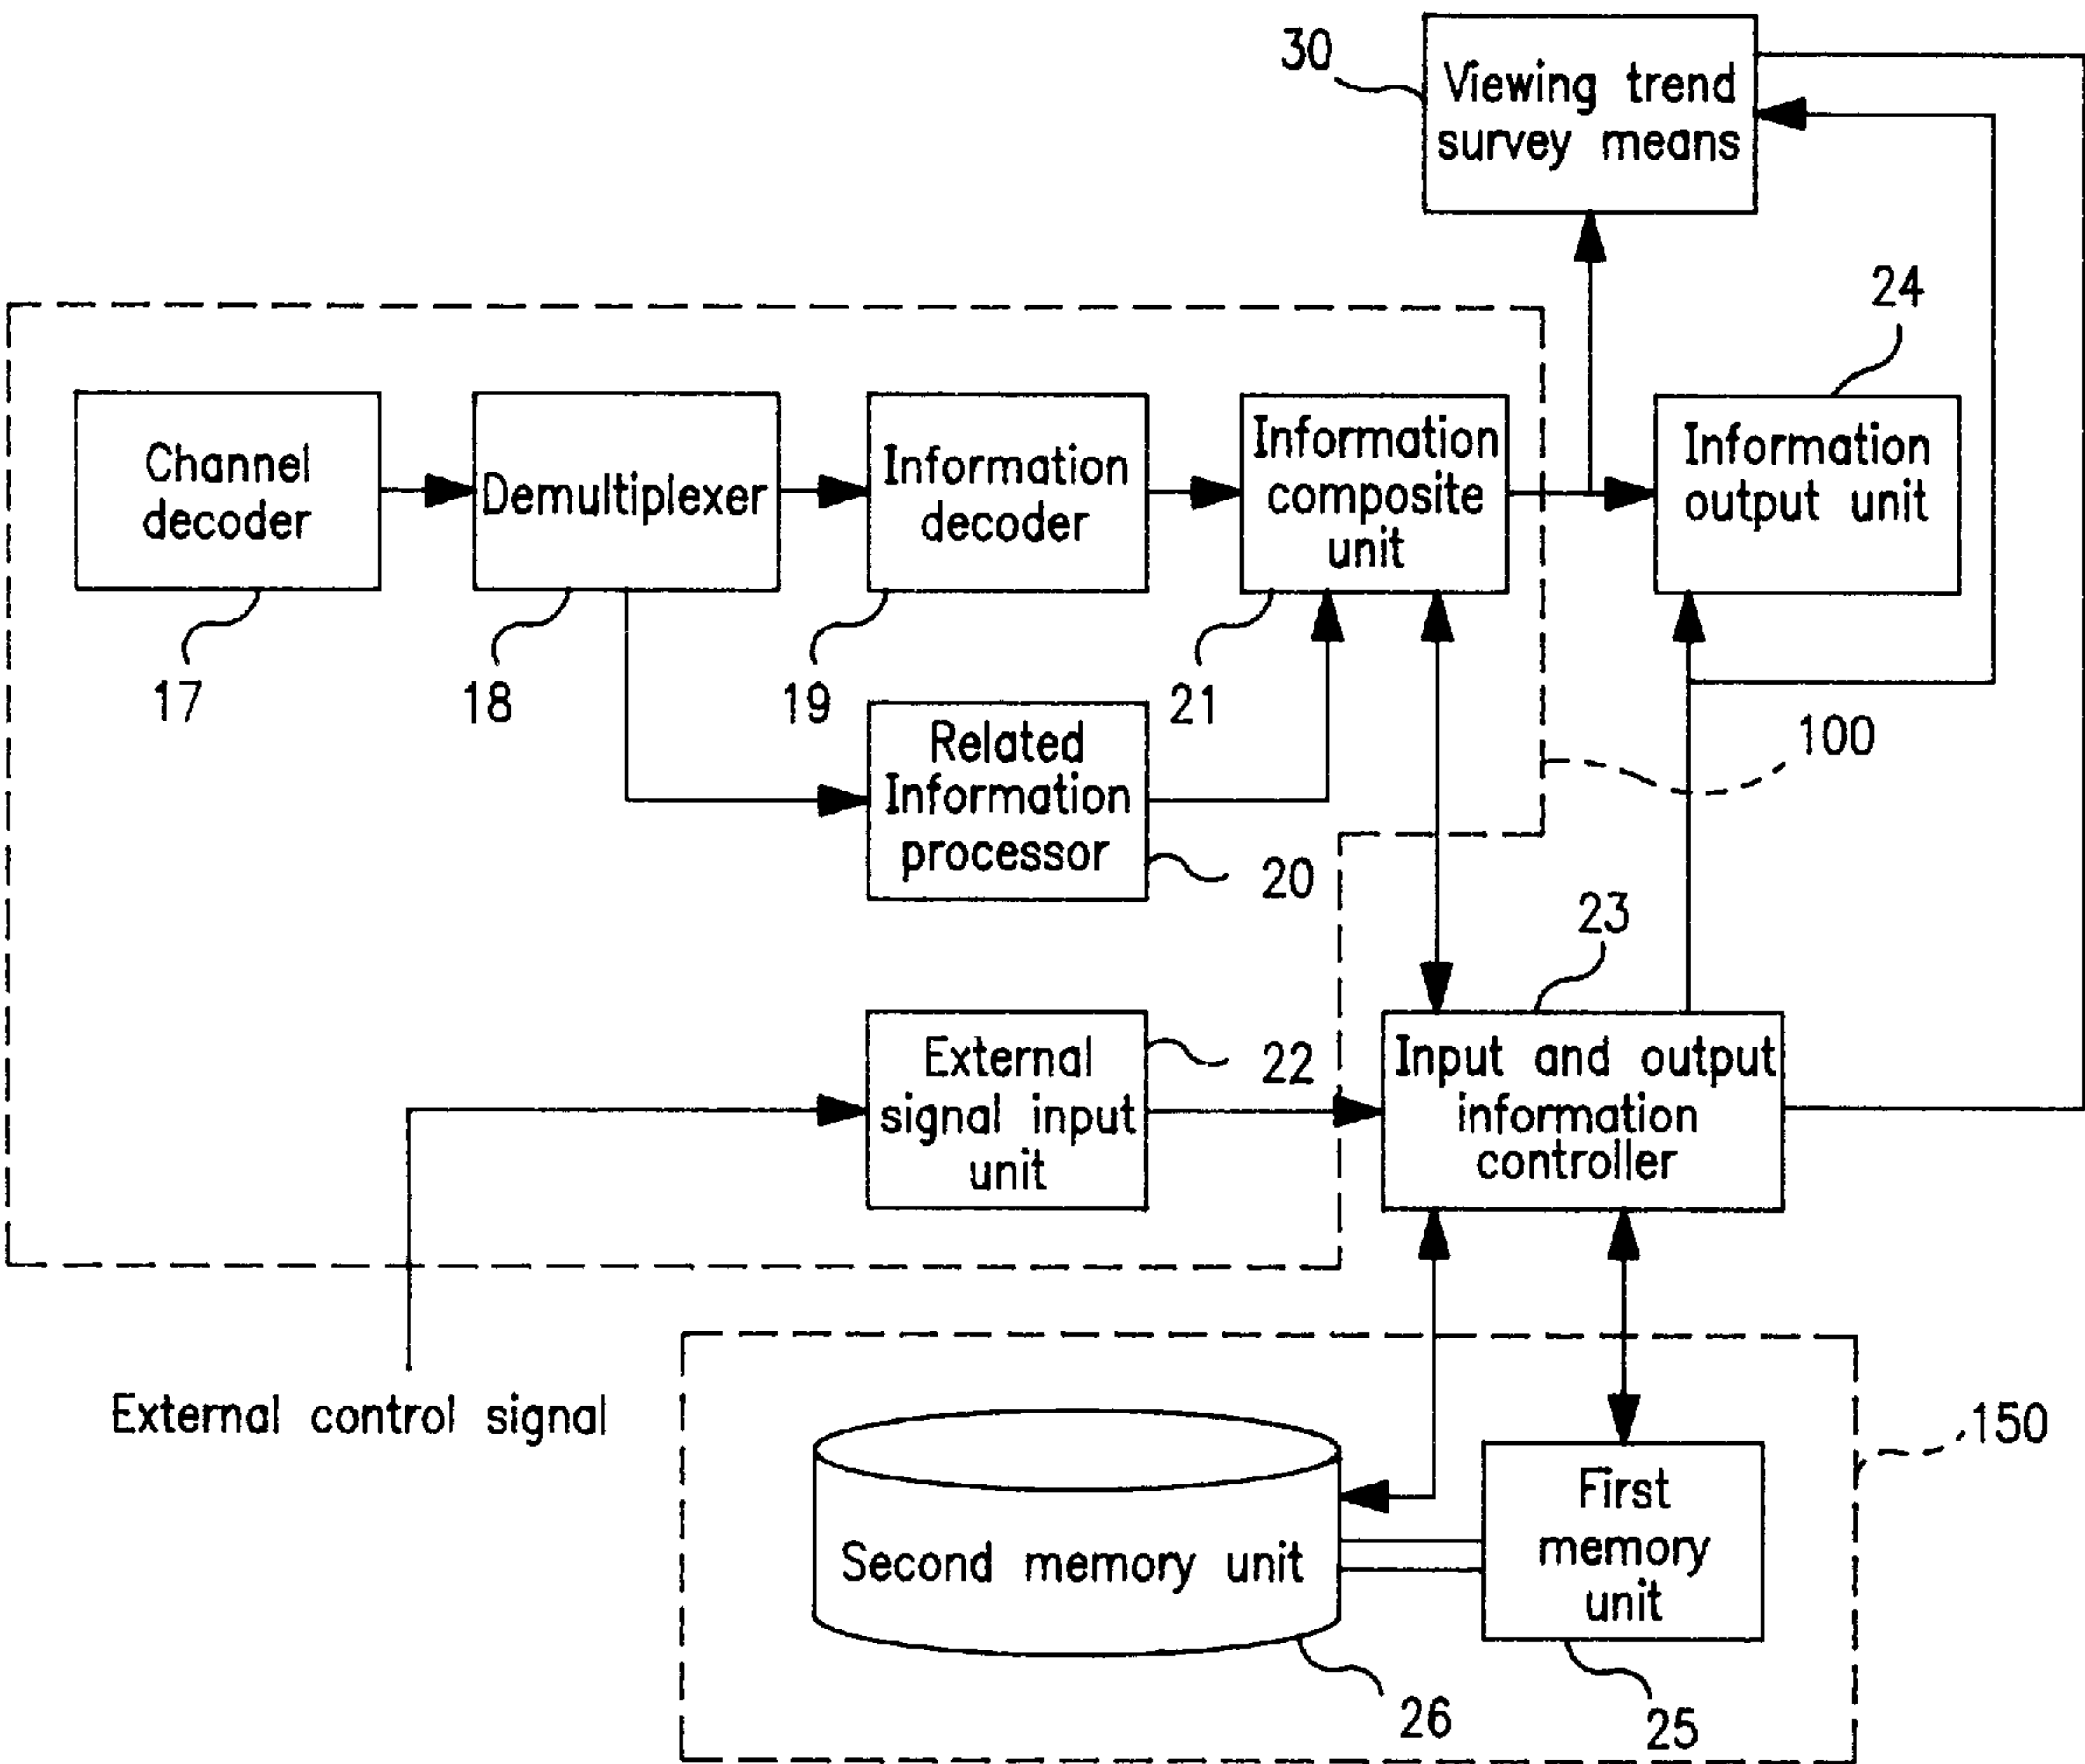 30
Viewing trend
survey means
24
Channel
decoder
Demultiplexer
Information
decoder
Information
composite
unit
Information
output unit
17
18
19
21
Related
Information
processor
100
20
23
External
signal input
unit
22
Input and output
information
controller
External control signal
150
First
memory
unit
Second memory unit
26
25